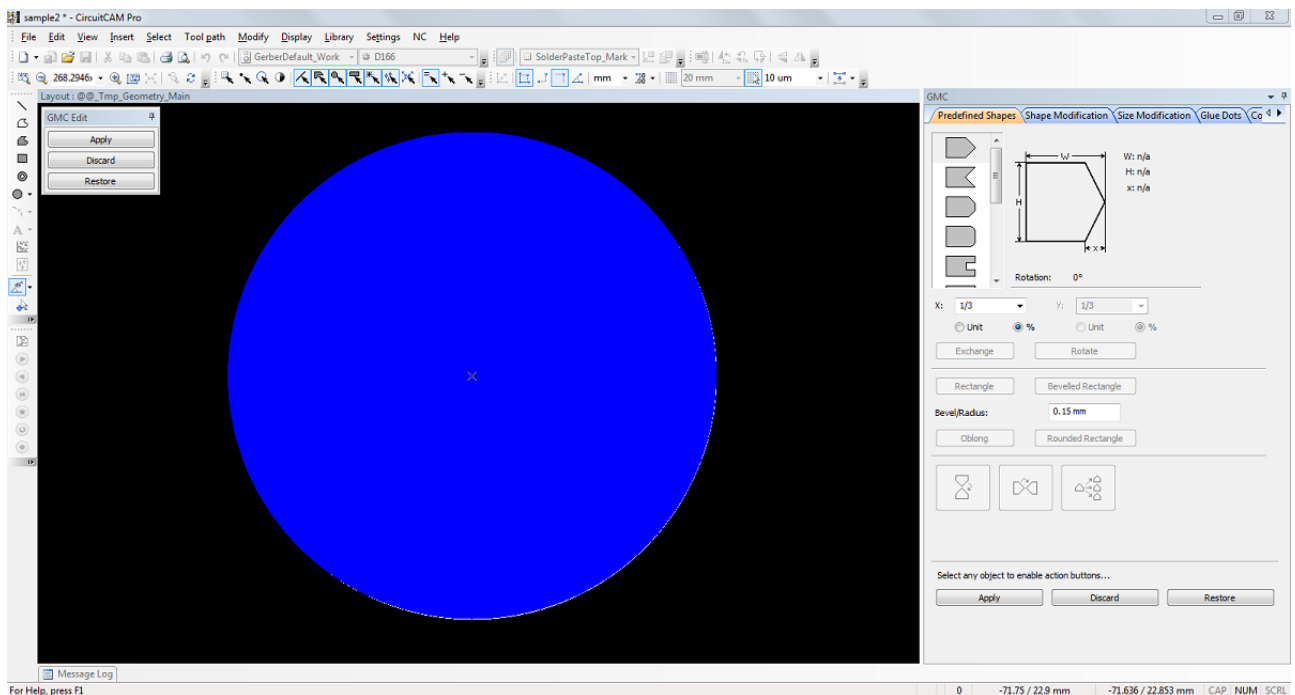 sample2 * - CircuitCAM Pro
File Edit View Insert Select Tool path Modify Display Library Settings NC Help
GerberDefault_Work D166 SolderPasteTop_Mark
268.2946% mm 20 mm 10 um
Layout : @@_Tmp_Geometry_Main
GMC Edit
Apply
Discard
Restore
GMC
Predefined Shapes Shape Modification Size Modification Glue Dots Co
W W: n/a
H: n/a
x: n/a
H
x
Rotation: 0°
X: 1/3 Y: 1/3
Unit % Unit %
Exchange Rotate
Rectangle Bevelled Rectangle
Bevel/Radius: 0.15 mm
Oblong Rounded Rectangle
Select any object to enable action buttons...
Apply Discard Restore
Message Log
For Help, press F1 0 -71.75 / 22.9 mm -71.636 / 22.853 mm CAP NUM SCRL